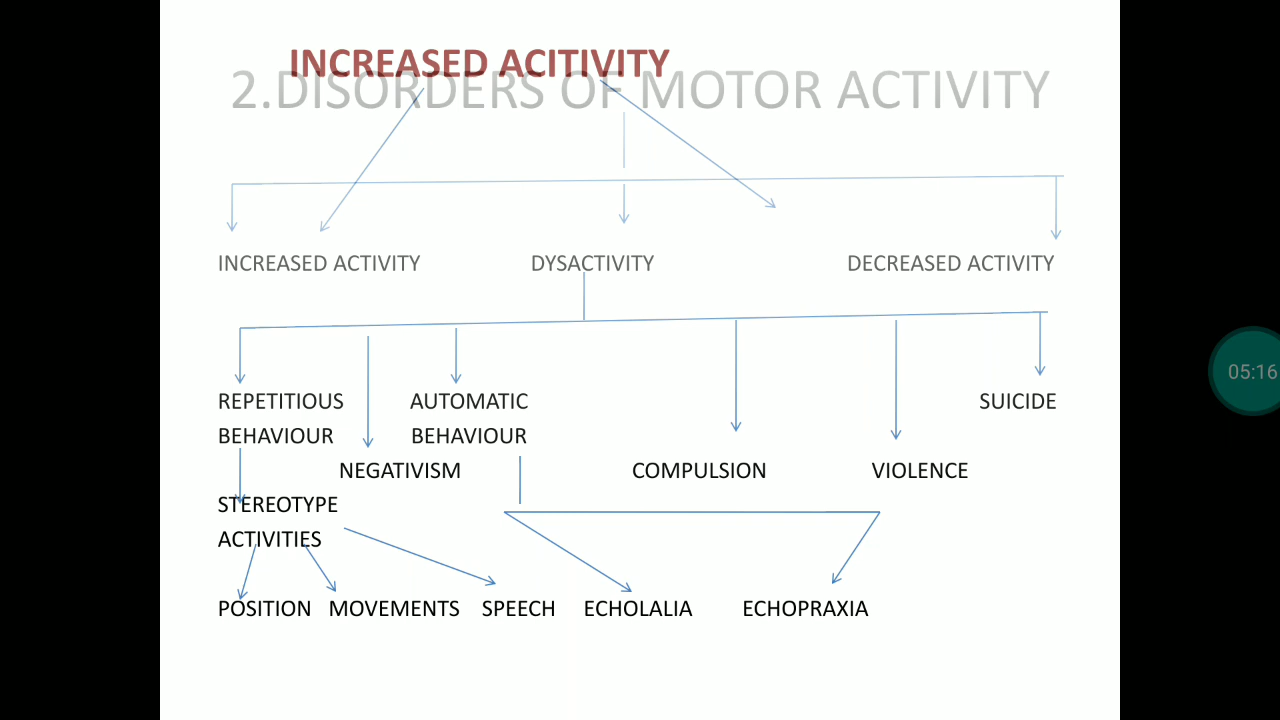 INCREASED ACITIVITY
2.DISORDERS OF MOTOR ACTIVITY
INCREASED ACTIVITY DYSACTIVITY DECREASED ACTIVITY
05:16
REPETITIOUS AUTOMATIC SUICIDE
BEHAVIOUR BEHAVIOUR
NEGATIVISM COMPULSION VIOLENCE
STEREOTYPE
ACTIVITIES
POSITION MOVEMENTS SPEECH ECHOLALIA ECHOPRAXIA